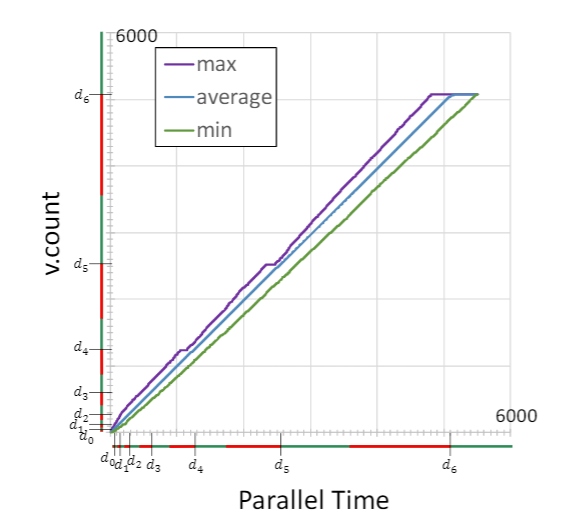 6000
max
average
min
d6
d5
d4
d3
d2
d1
d0
v.count
6000
d0 d1 d2 d3 d4 d5 d6
Parallel Time